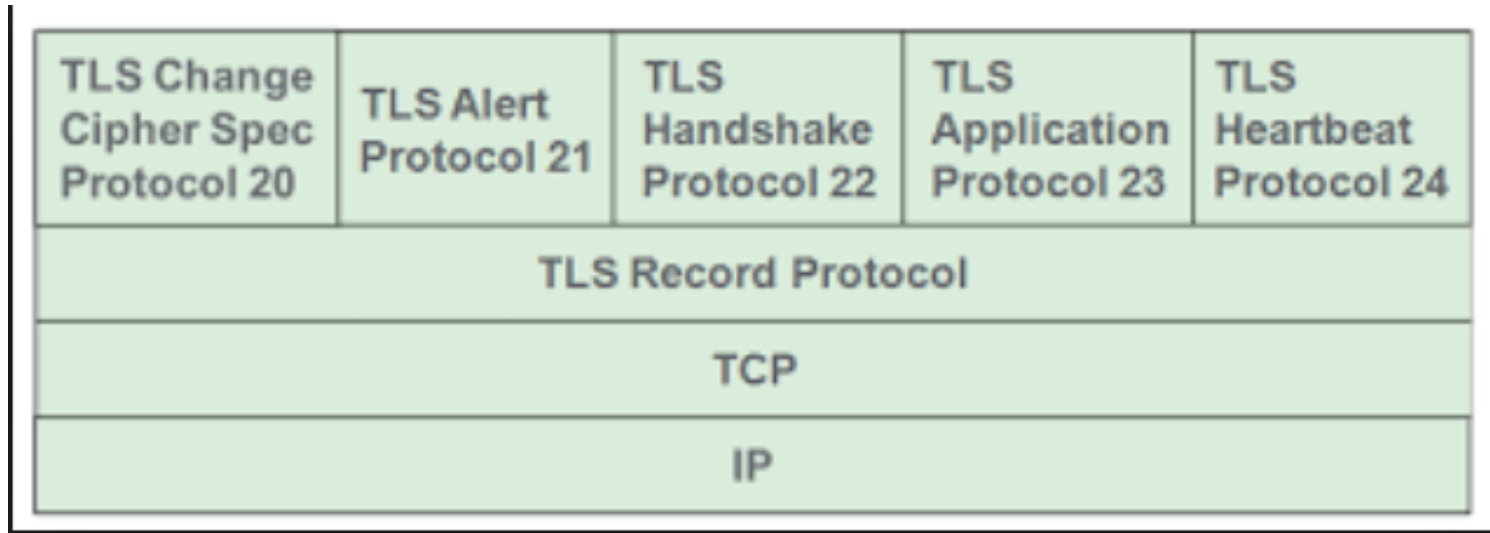 TLS Change
Cipher Spec
Protocol 20
TLS Alert
Protocol 21
TLS
Handshake
Protocol 22
TLS
Application
Protocol 23
TLS
Heartbeat
Protocol 24
TLS Record Protocol
TCP
IP